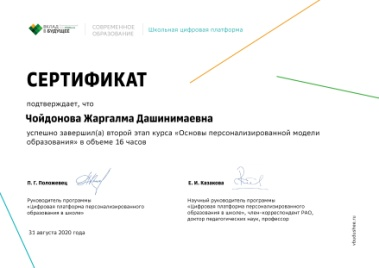 ВКЛАД
В БУДУЩЕЕ
СОВРЕМЕННОЕ
ОБРАЗОВАНИЕ
Школьная цифровая платформа
СЕРТИФИКАТ
подтверждает, что
Чойдонова Жаргалма Дашинимаевна
успешно завершил(а) второй этап курса «Основы персонализированной модели
образования» в объеме 16 часов
П. Г. Положевец
Руководитель программы
«Цифровая платформа персонализированного
образования в школе»
Е. И. Казакова
Научный руководитель программы
«Цифровая платформа персонализированного
образования в школе», член-корреспондент РАО,
доктор педагогических наук, профессор
31 августа 2020 года
vbudushee.ru